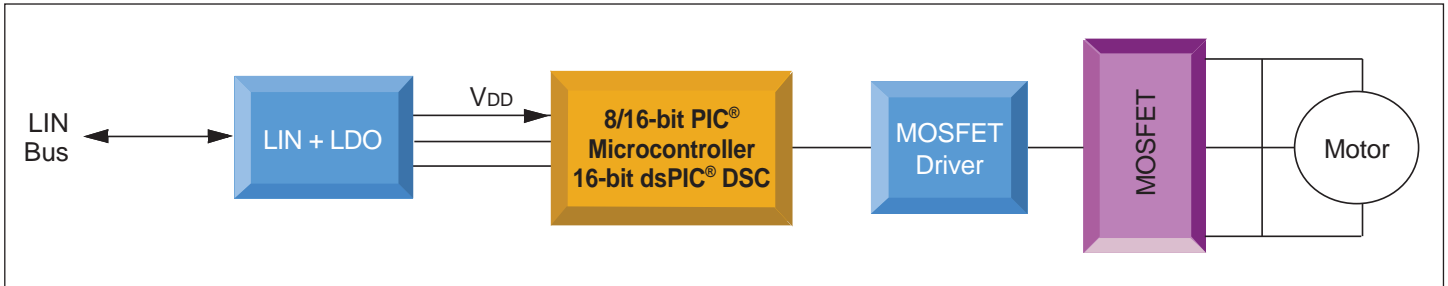 LIN
Bus
LIN + LDO
VDD
8/16-bit PIC®
Microcontroller
16-bit dsPIC® DSC
MOSFET
Driver
MOSFET
Motor